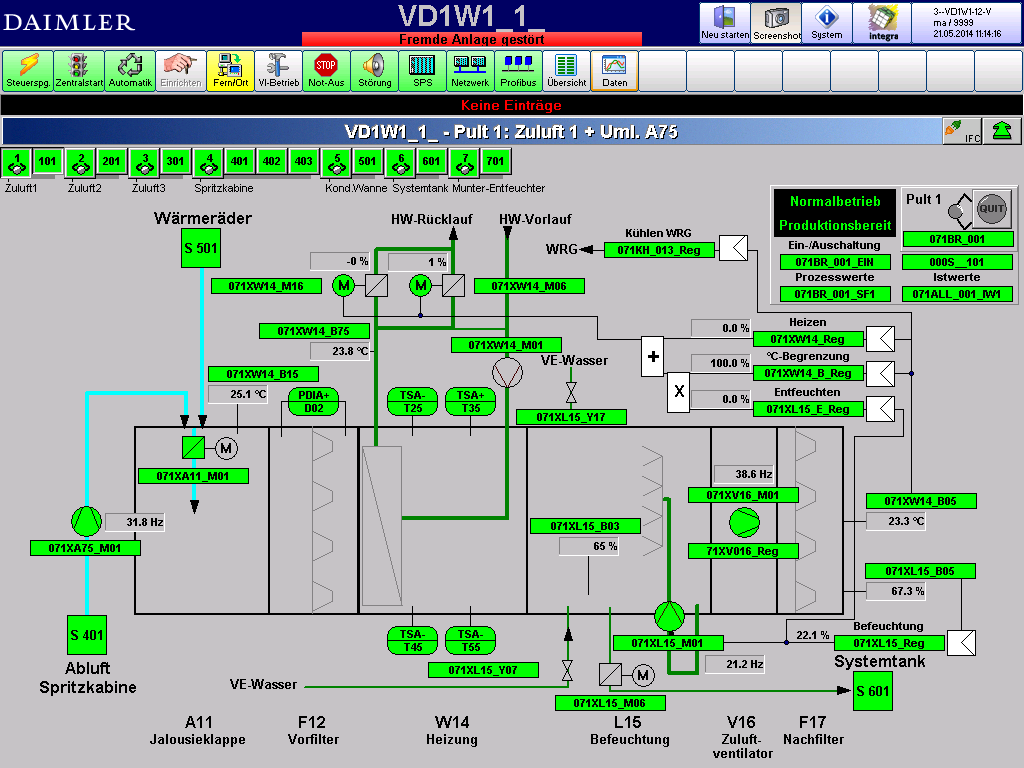 DAIMLER
VD1W1_1_
Fremde Anlage gestört
Neu starten
Screenshot
System
Integra
3--VD1W1-12-V
ma / 9999
21.05.2014 11:14:16
Steuerspg.
Zentralstart
Automatik
Einrichten
Fern/Ort
VI-Betrieb
STOP
Not-Aus
Störung
SPS
Netzwerk
Profibus
Übersicht
Daten
Keine Einträge
VD1W1_1_ - Pult 1: Zuluft 1 + Uml. A75
IFC
1 101 2 201 3 301 4 401 402 403 5 501 6 601 7 701
Zuluft1 Zuluft2 Zuluft3 Spritzkabine Kond.Wanne Systemtank Munter-Entfeuchter
Normalbetrieb
Produktionsbereit
Pult 1
QUIT
071BR_001
Ein-/Auschaltung
071BR_001_EIN
000S__101
Prozesswerte
Istwerte
071BR_001_SF1
071ALL_001_IW1
Wärmeräder
S 501
HW-Rücklauf
HW-Vorlauf
Kühlen WRG
WRG
071KH_013_Reg
-0 %
1 %
071XW14_M16
M
M
071XW14_M06
071XW14_B75
23.8 °C
071XW14_M01
VE-Wasser
0.0 %
Heizen
071XW14_Reg
+
100.0 %
°C-Begrenzung
071XW14_B_Reg
X
0.0 %
Entfeuchten
071XL15_E_Reg
071XW14_B15
25.1 °C
PDIA+
D02
TSA-
T25
TSA+
T35
071XL15_Y17
M
071XA11_M01
38.6 Hz
071XV16_M01
71XV016_Reg
071XW14_B05
23.3 °C
31.8 Hz
071XA75_M01
071XL15_B03
65 %
071XL15_B05
67.3 %
S 401
Abluft
Spritzkabine
TSA-
T45
TSA-
T55
071XL15_Y07
071XL15_M01
21.2 Hz
22.1 %
Befeuchtung
071XL15_Reg
Systemtank
S 601
VE-Wasser
M
071XL15_M06
A11
Jalousieklappe
F12
Vorfilter
W14
Heizung
L15
Befeuchtung
V16
Zuluft-
ventilator
F17
Nachfilter